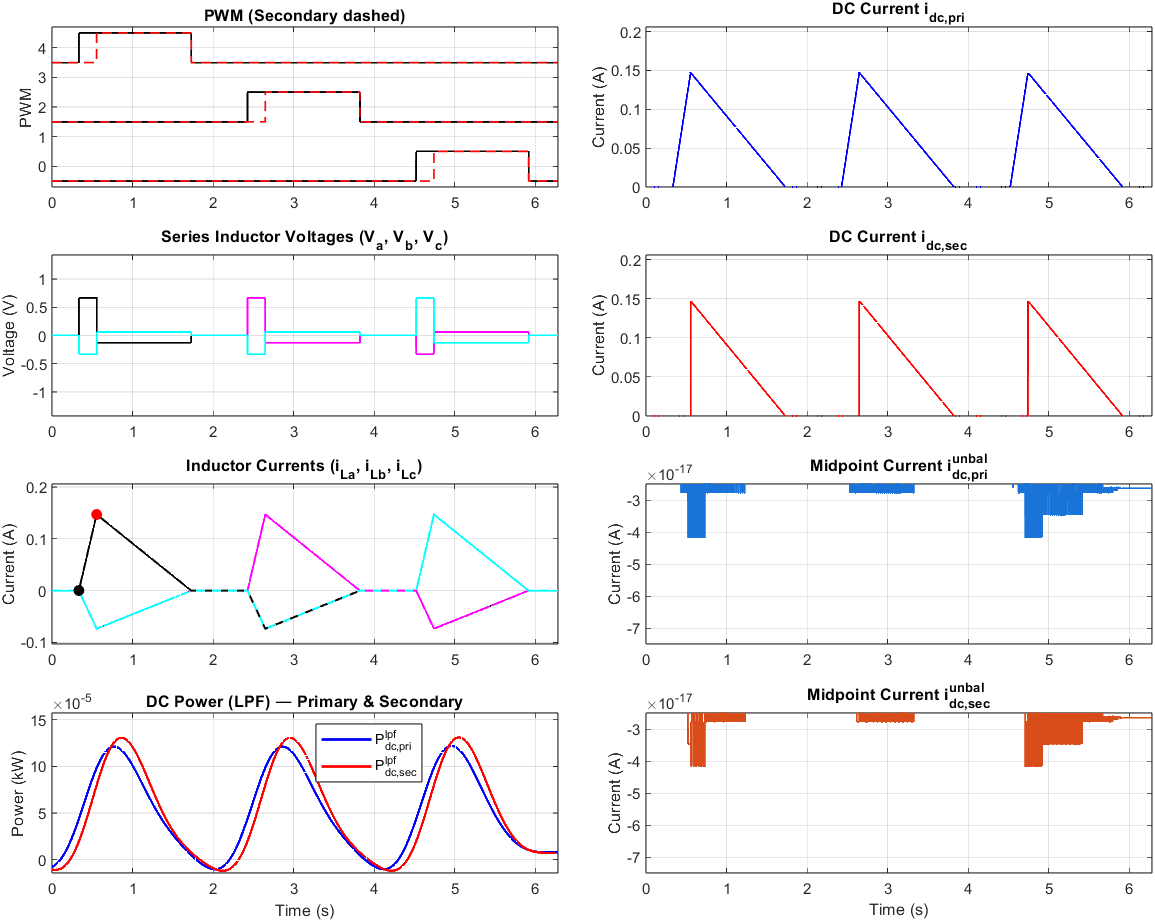 PWM (Secondary dashed)
PWM
4
3
2
1
0
0 1 2 3 4 5 6
DC Current i_dc,pri
Current (A)
0.2
0.15
0.1
0.05
0
0 1 2 3 4 5 6
Series Inductor Voltages (V_a, V_b, V_c)
Voltage (V)
1
0.5
0
-0.5
-1
0 1 2 3 4 5 6
DC Current i_dc,sec
Current (A)
0.2
0.15
0.1
0.05
0
0 1 2 3 4 5 6
Inductor Currents (i_La, i_Lb, i_Lc)
Current (A)
0.2
0.1
0
-0.1
0 1 2 3 4 5 6
Midpoint Current i_dc,pri^unbal
×10^-17
Current (A)
-3
-4
-5
-6
-7
0 1 2 3 4 5 6
DC Power (LPF) — Primary & Secondary
×10^-5
Power (kW)
15
10
5
0
P_dc,pri^lpf
P_dc,sec^lpf
0 1 2 3 4 5 6
Time (s)
Midpoint Current i_dc,sec^unbal
×10^-17
Current (A)
-3
-4
-5
-6
-7
0 1 2 3 4 5 6
Time (s)